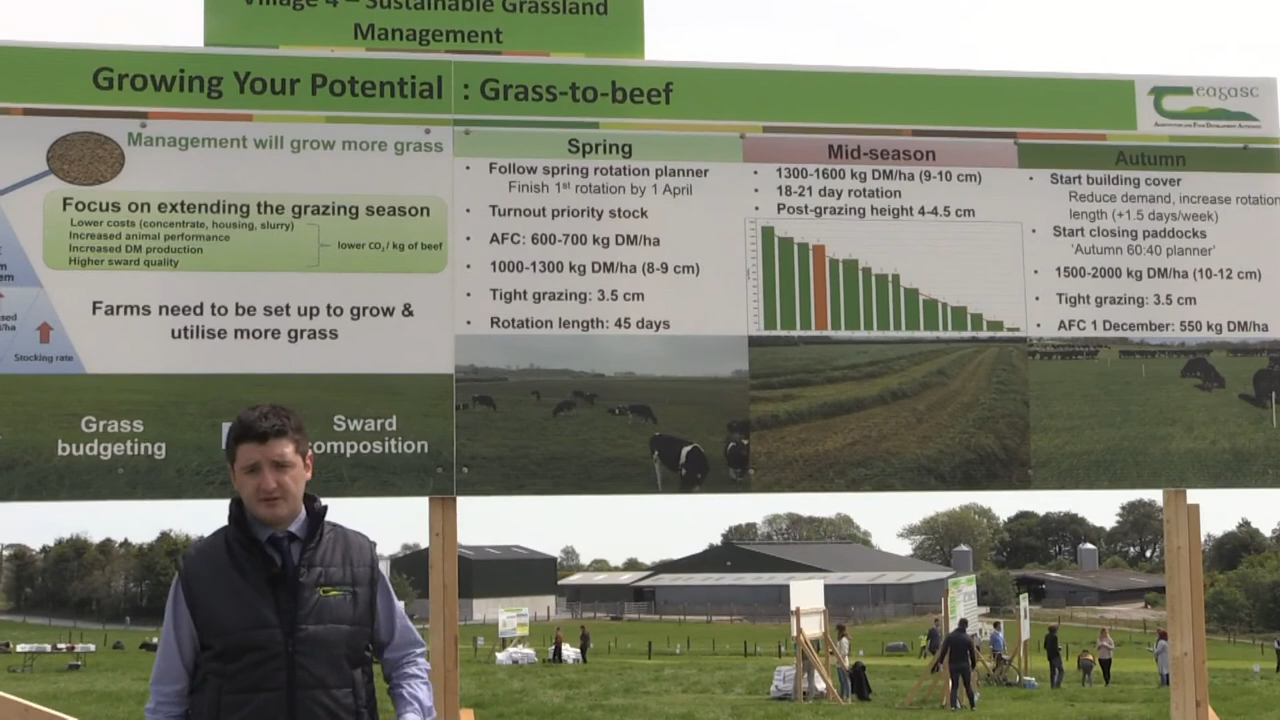 Village 4 – Sustainable Grassland
Management
Growing Your Potential : Grass-to-beef
eagasc
Agriculture and Food Development Authority
Management will grow more grass
Focus on extending the grazing season
Lower costs (concentrate, housing, slurry)
Increased animal performance
Increased DM production
Higher sward quality
lower CO2/ kg of beef
Farms need to be set up to grow &
utilise more grass
Stocking rate
Grass
budgeting
Sward
composition
Spring
• Follow spring rotation planner
Finish 1st rotation by 1 April
• Turnout priority stock
• AFC: 600-700 kg DM/ha
• 1000-1300 kg DM/ha (8-9 cm)
• Tight grazing: 3.5 cm
• Rotation length: 45 days
Mid-season
• 1300-1600 kg DM/ha (9-10 cm)
• 18-21 day rotation
• Post-grazing height 4-4.5 cm
Autumn
• Start building cover
Reduce demand, increase rotation
length (+1.5 days/week)
• Start closing paddocks
'Autumn 60:40 planner'
• 1500-2000 kg DM/ha (10-12 cm)
• Tight grazing: 3.5 cm
• AFC 1 December: 550 kg DM/ha